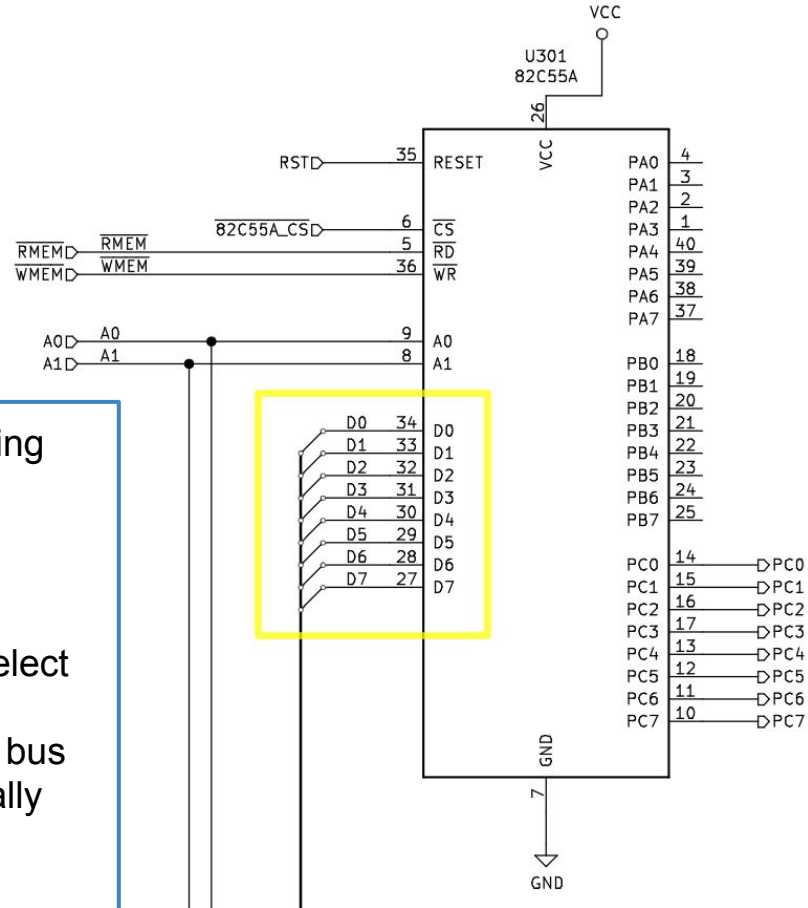 VCC
U301
82C55A
26
VCC
RST 35 RESET
82C55A_CS 6 CS
RMEM RMEM 5 RD
WMEM WMEM 36 WR
A0 A0 9 A0
A1 A1 8 A1
D0 34 D0
D1 33 D1
D2 32 D2
D3 31 D3
D4 30 D4
D5 29 D5
D6 28 D6
D7 27 D7
PA0 4
PA1 3
PA2 2
PA3 1
PA4 40
PA5 39
PA6 38
PA7 37
PB0 18
PB1 19
PB2 20
PB3 21
PB4 22
PB5 23
PB6 24
PB7 25
PC0 14 PC0
PC1 15 PC1
PC2 16 PC2
PC3 17 PC3
PC4 13 PC4
PC5 12 PC5
PC6 11 PC6
PC7 10 PC7
GND
7
GND
ing
elect
bus
ally